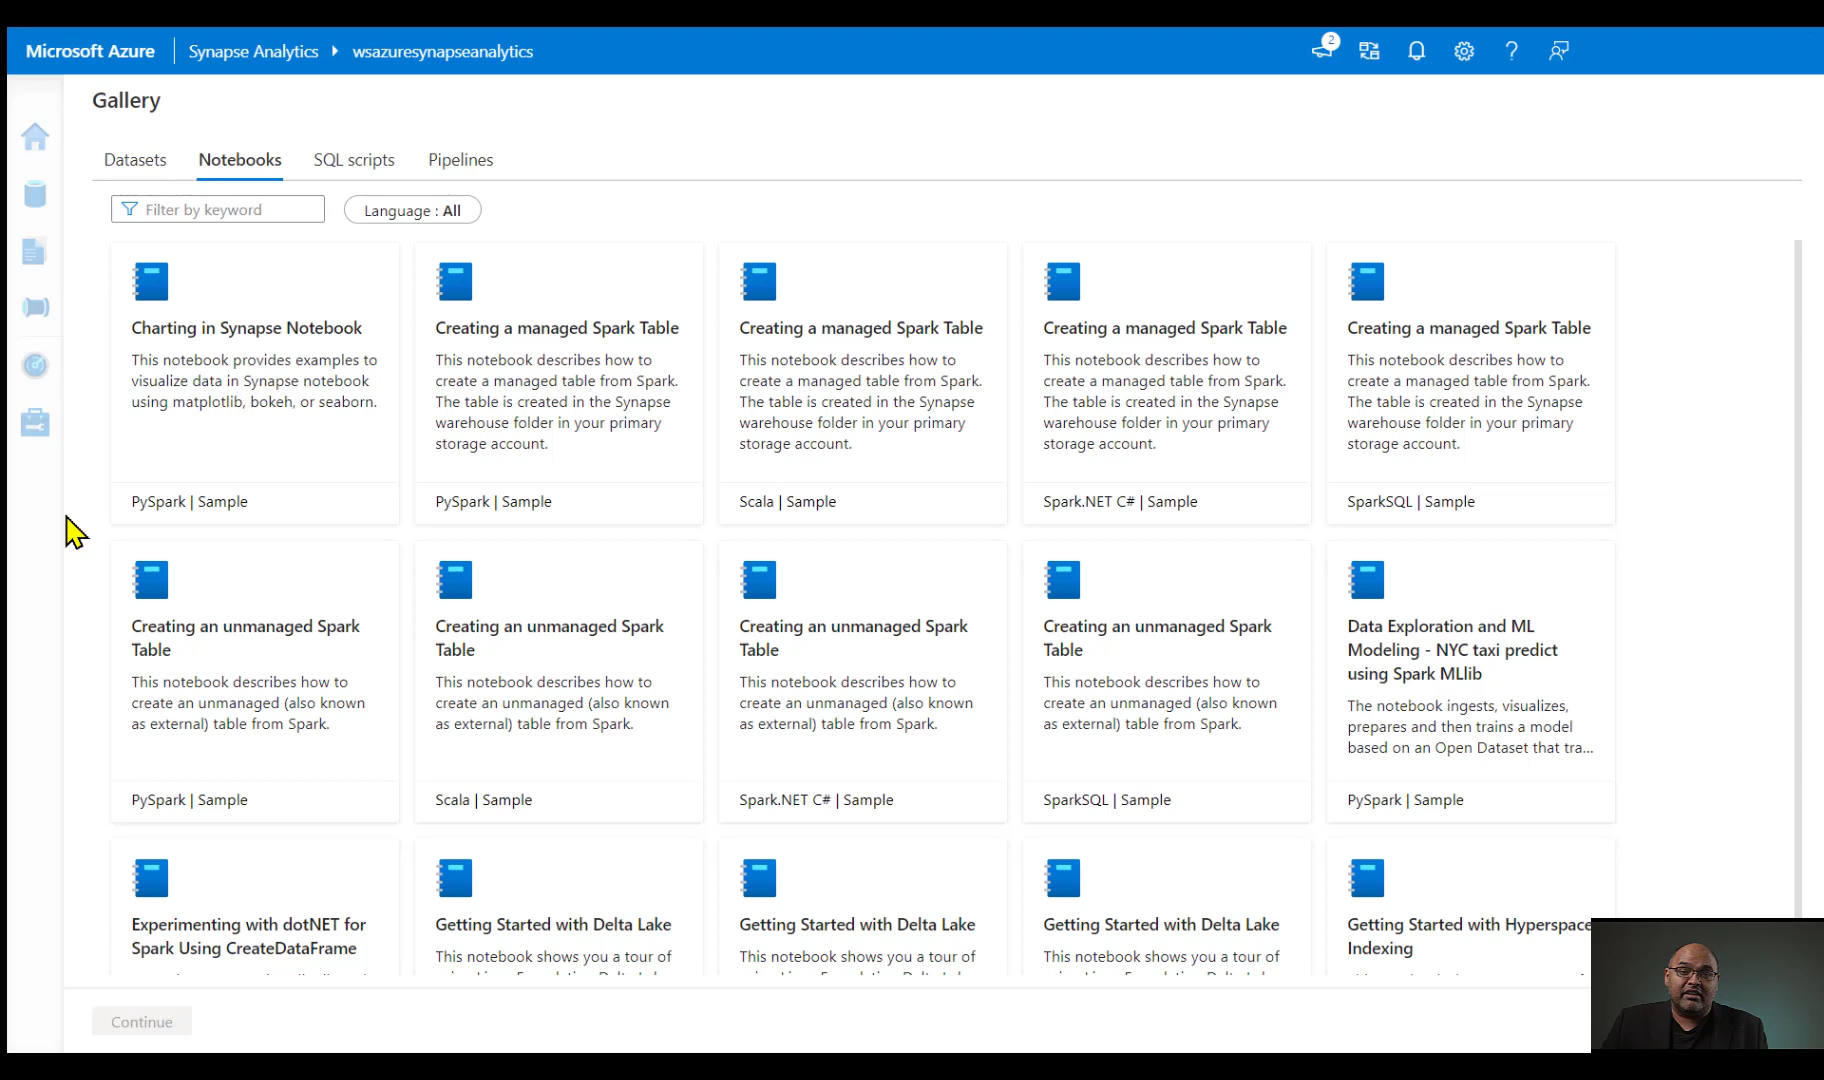 Microsoft Azure
Synapse Analytics
wsazuresynapseanalytics
2
Gallery
Datasets
Notebooks
SQL scripts
Pipelines
Filter by keyword
Language : All
Charting in Synapse Notebook
This notebook provides examples to
visualize data in Synapse notebook
using matplotlib, bokeh, or seaborn.
PySpark | Sample
Creating a managed Spark Table
This notebook describes how to
create a managed table from Spark.
The table is created in the Synapse
warehouse folder in your primary
storage account.
PySpark | Sample
Creating a managed Spark Table
This notebook describes how to
create a managed table from Spark.
The table is created in the Synapse
warehouse folder in your primary
storage account.
Scala | Sample
Creating a managed Spark Table
This notebook describes how to
create a managed table from Spark.
The table is created in the Synapse
warehouse folder in your primary
storage account.
Spark.NET C# | Sample
Creating a managed Spark Table
This notebook describes how to
create a managed table from Spark.
The table is created in the Synapse
warehouse folder in your primary
storage account.
SparkSQL | Sample
Creating an unmanaged Spark
Table
This notebook describes how to
create an unmanaged (also known
as external) table from Spark.
PySpark | Sample
Creating an unmanaged Spark
Table
This notebook describes how to
create an unmanaged (also known
as external) table from Spark.
Scala | Sample
Creating an unmanaged Spark
Table
This notebook describes how to
create an unmanaged (also known
as external) table from Spark.
Spark.NET C# | Sample
Creating an unmanaged Spark
Table
This notebook describes how to
create an unmanaged (also known
as external) table from Spark.
SparkSQL | Sample
Data Exploration and ML
Modeling - NYC taxi predict
using Spark MLlib
The notebook ingests, visualizes,
prepares and then trains a model
based on an Open Dataset that tra...
PySpark | Sample
Experimenting with dotNET for
Spark Using CreateDataFrame
Getting Started with Delta Lake
This notebook shows you a tour of
Getting Started with Delta Lake
This notebook shows you a tour of
Getting Started with Delta Lake
This notebook shows you a tour of
Getting Started with Hyperspace
Indexing
Continue